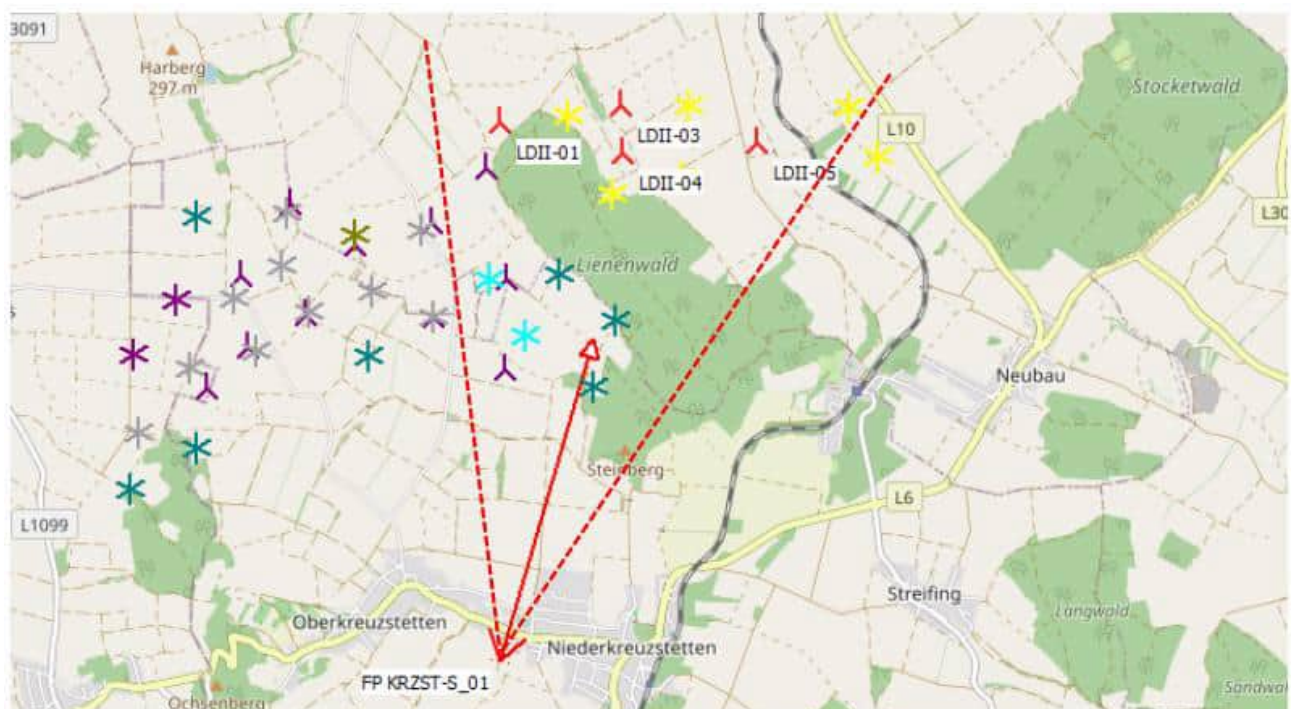 3091
Harberg
297 m
Stocketwald
L10
LDII-01
LDII-03
LDII-04
LDII-05
L30
Lienenwald
Neubau
Steinberg
L6
L1099
Streifing
Langwald
Oberkreuzstetten
Niederkreuzstetten
FP KRZST-S_01
Ochsenberg
Sandwal